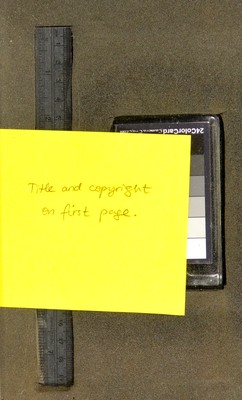 Title and copyright
on first page.
24ColorCard